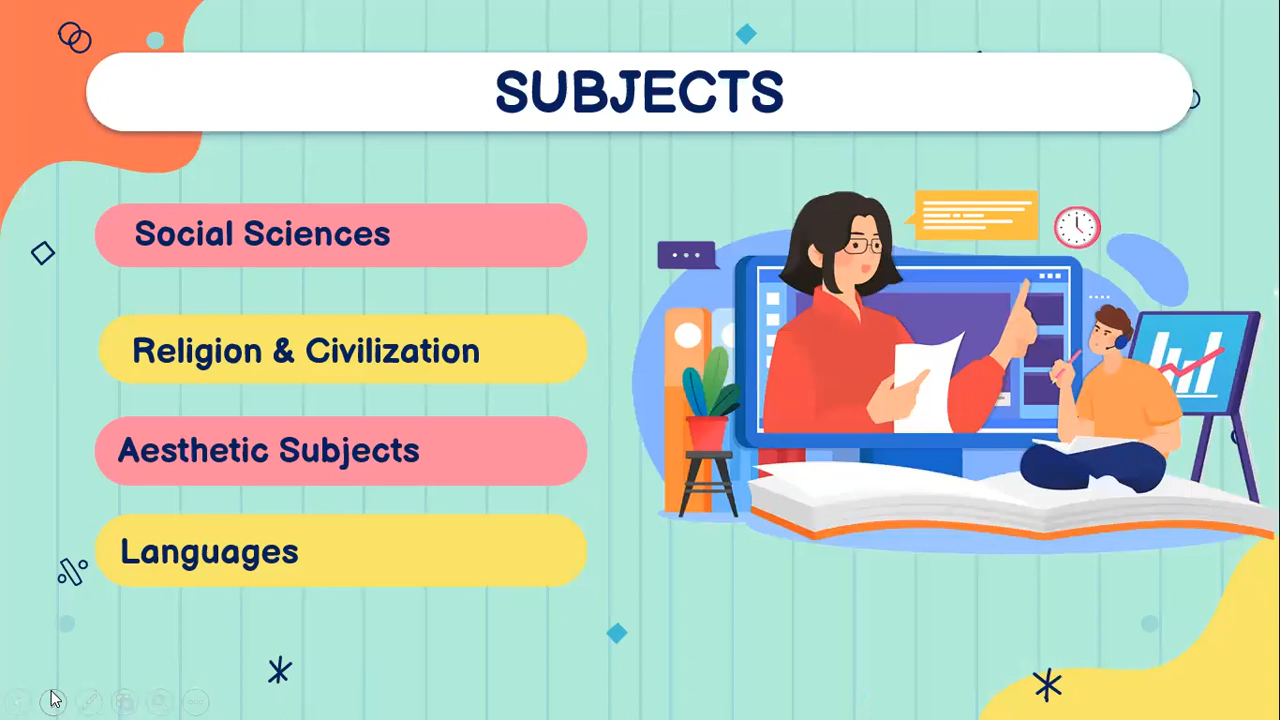 SUBJECTS
Social Sciences
Religion & Civilization
Aesthetic Subjects
Languages